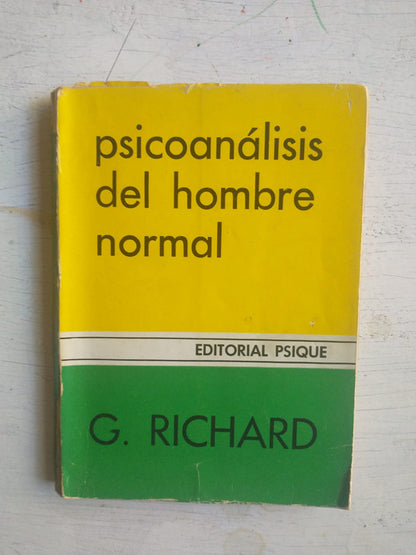 psicoanálisis
del hombre
normal
EDITORIAL PSIQUE
G. RICHARD